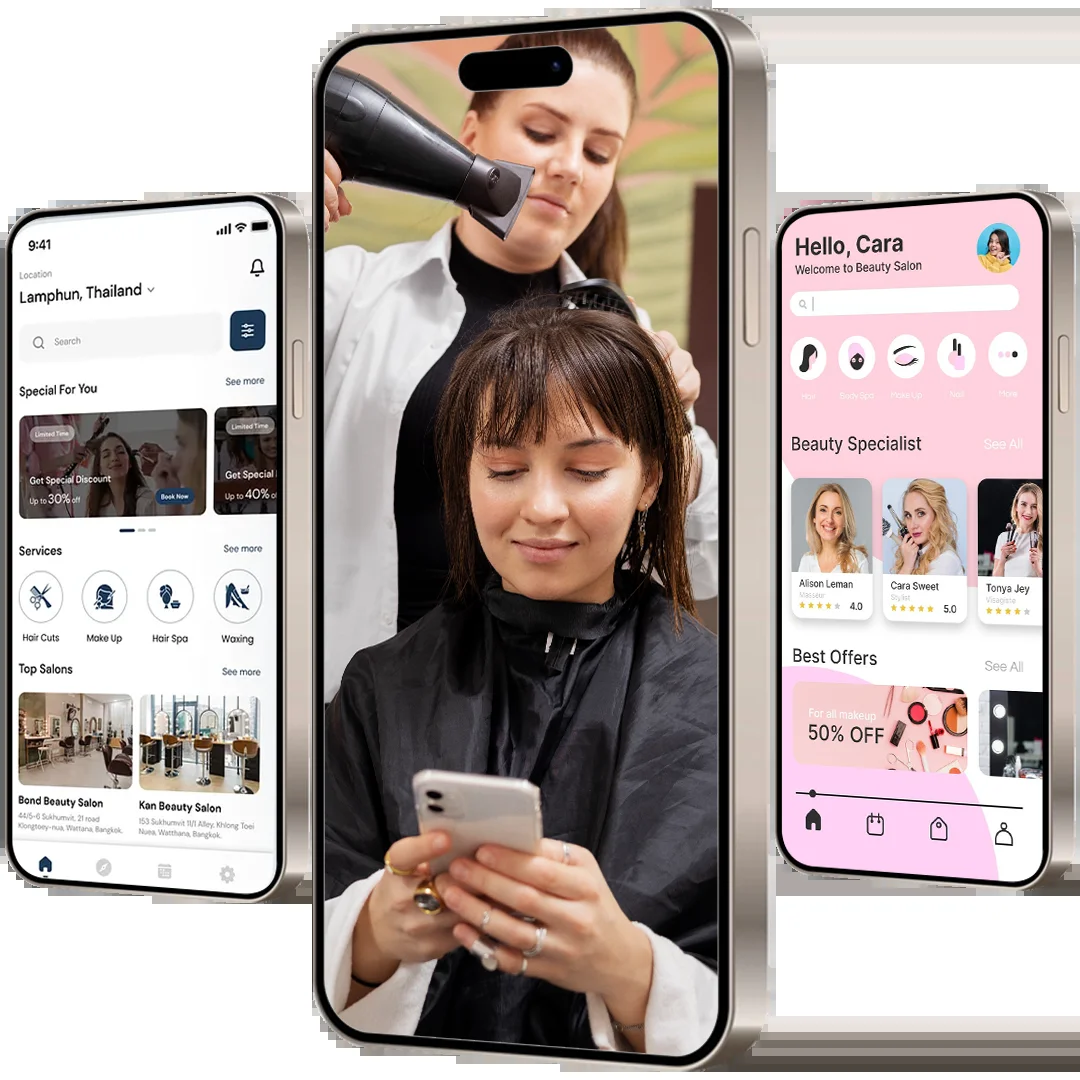 9:41
Location
Lamphun, Thailand
Search
Special For You
See more
Limited Time
Get Special Discount
Up to 30% off
Book Now
Limited Time
Get Special
Up to 40% o
Services
See more
Hair Cuts
Make Up
Hair Spa
Waxing
Top Salons
See more
Bond Beauty Salon
44/5-6 Sukhumvit, 21 road
Klongtoey-nua, Wattana, Bangkok.
Kan Beauty Salon
153 Sukhumvit 11/1 Alley, Khlong Toei
Nuea, Watthana, Bangkok.
Hello, Cara
Welcome to Beauty Salon
Hair
Body Spa
Make Up
Nail
More
Beauty Specialist
See All
Alison Leman
Masseur
4.0
Cara Sweet
Stylist
5.0
Tonya Jey
Visagiste
Best Offers
See All
For all makeup
50% OFF